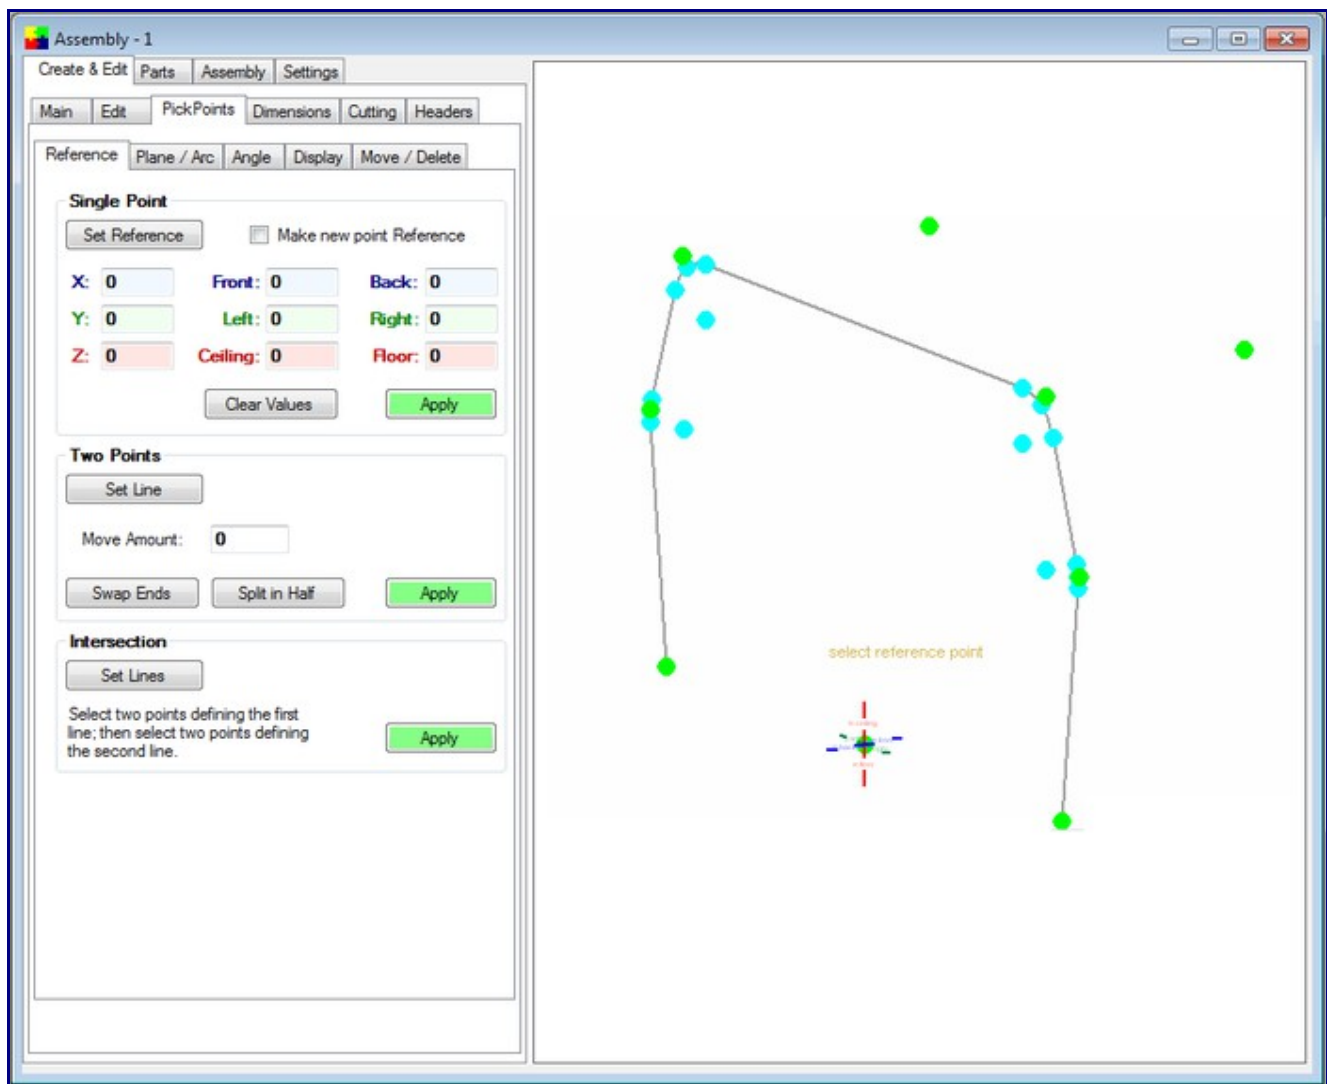 Assembly - 1
Create & Edit Parts Assembly Settings
Main Edit PickPoints Dimensions Cutting Headers
Reference Plane / Arc Angle Display Move / Delete
Single Point
Set Reference Make new point Reference
X: 0 Front: 0 Back: 0
Y: 0 Left: 0 Right: 0
Z: 0 Ceiling: 0 Floor: 0
Clear Values Apply
Two Points
Set Line
Move Amount: 0
Swap Ends Split in Half Apply
Intersection
Set Lines
Select two points defining the first
line; then select two points defining
the second line.
Apply
select reference point